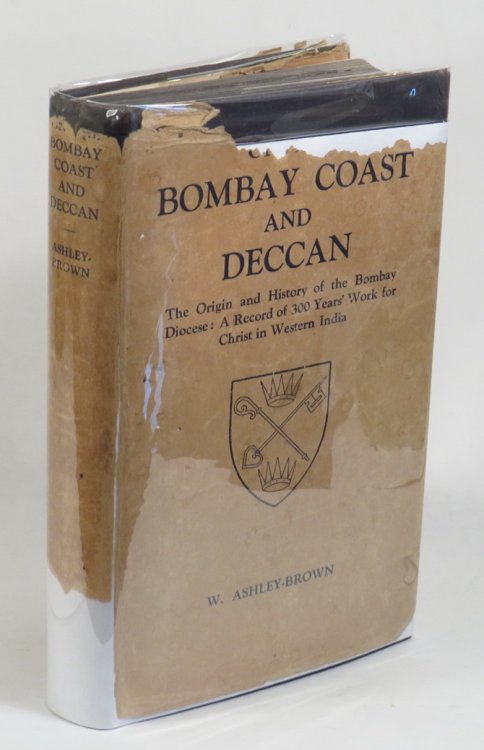 BOMBAY
COAST
AND
DECCAN
ASHLEY-
BROWN
BOMBAY COAST
AND
DECCAN
The Origin and History of the Bombay
Diocese: A Record of 300 Years' Work for
Christ in Western India
W. ASHLEY-BROWN